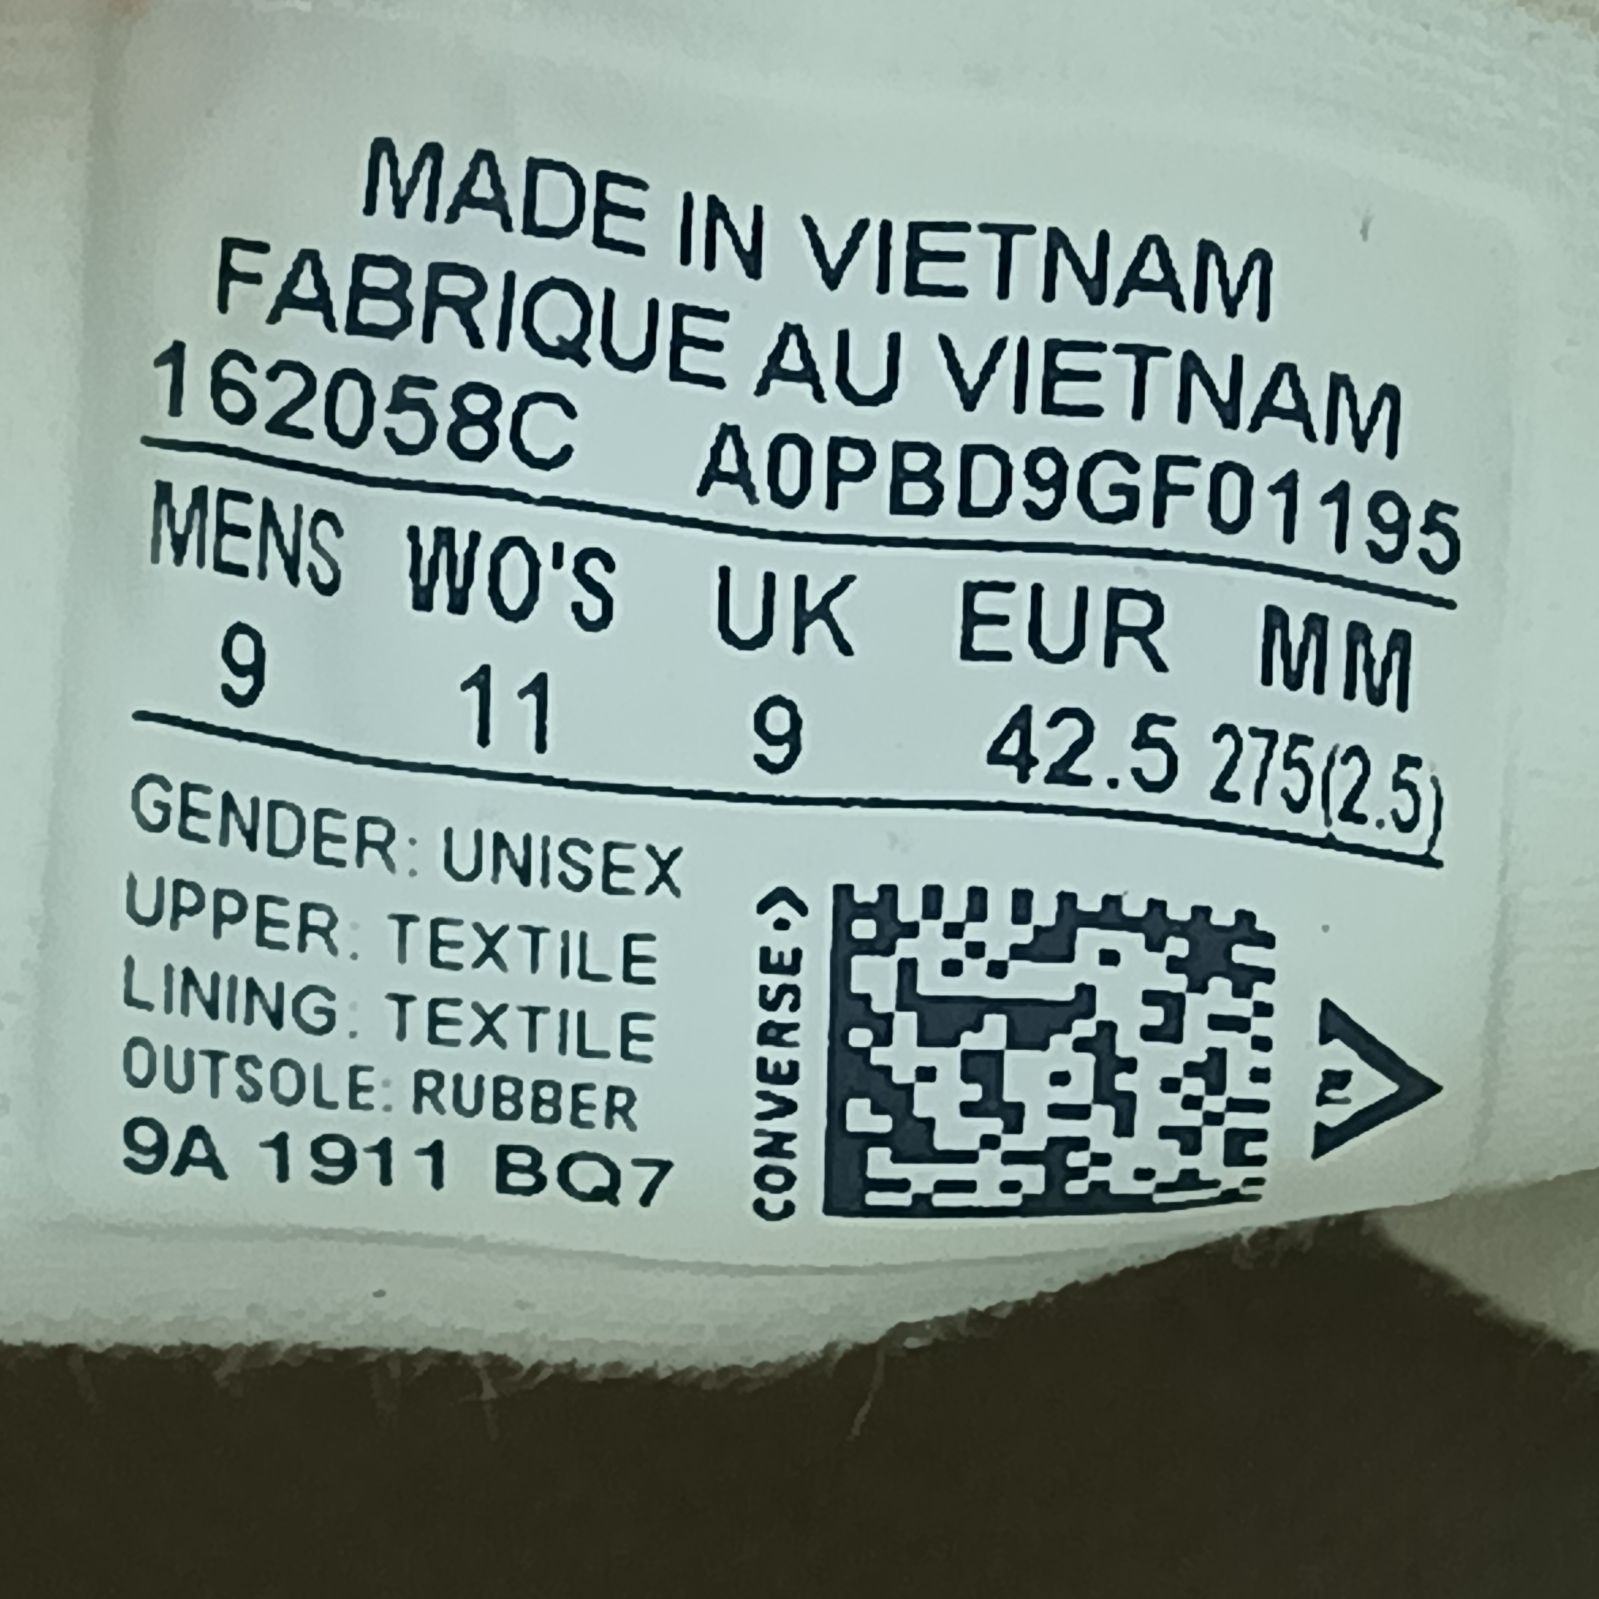 MADE IN VIETNAM
FABRIQUE AU VIETNAM
162058C A0PBD9GF01195
MENS WO'S UK EUR MM
9 11 9 42.5 275(2.5)
GENDER: UNISEX
UPPER: TEXTILE
LINING: TEXTILE
OUTSOLE: RUBBER
9A 1911 BQ7
CONVERSE